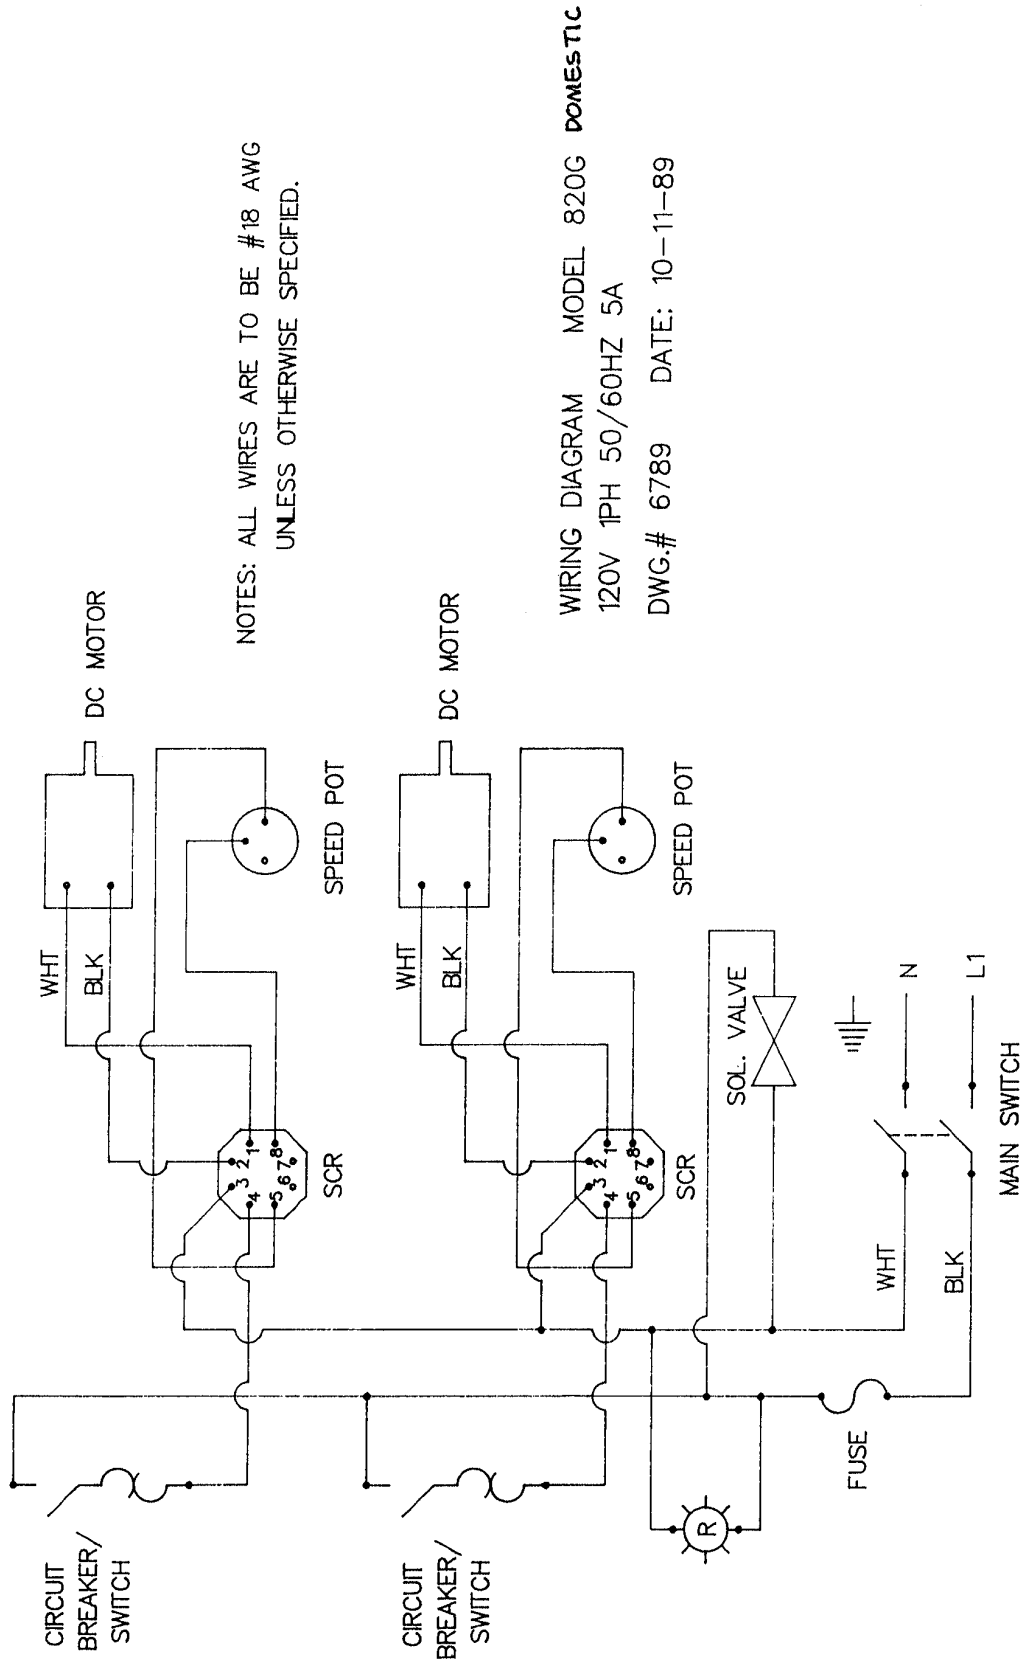 CIRCUIT
BREAKER/
SWITCH
WHT
BLK
DC MOTOR
1
2
3
4
5
6
7
8
SCR
SPEED POT
NOTES: ALL WIRES ARE TO BE #18 AWG
UNLESS OTHERWISE SPECIFIED.
CIRCUIT
BREAKER/
SWITCH
WHT
BLK
DC MOTOR
1
2
3
4
5
6
7
8
SCR
SPEED POT
R
FUSE
SOL. VALVE
WHT
BLK
N
L1
MAIN SWITCH
WIRING DIAGRAM MODEL 820G DOMESTIC
120V 1PH 50/60HZ 5A
DWG.# 6789 DATE: 10-11-89